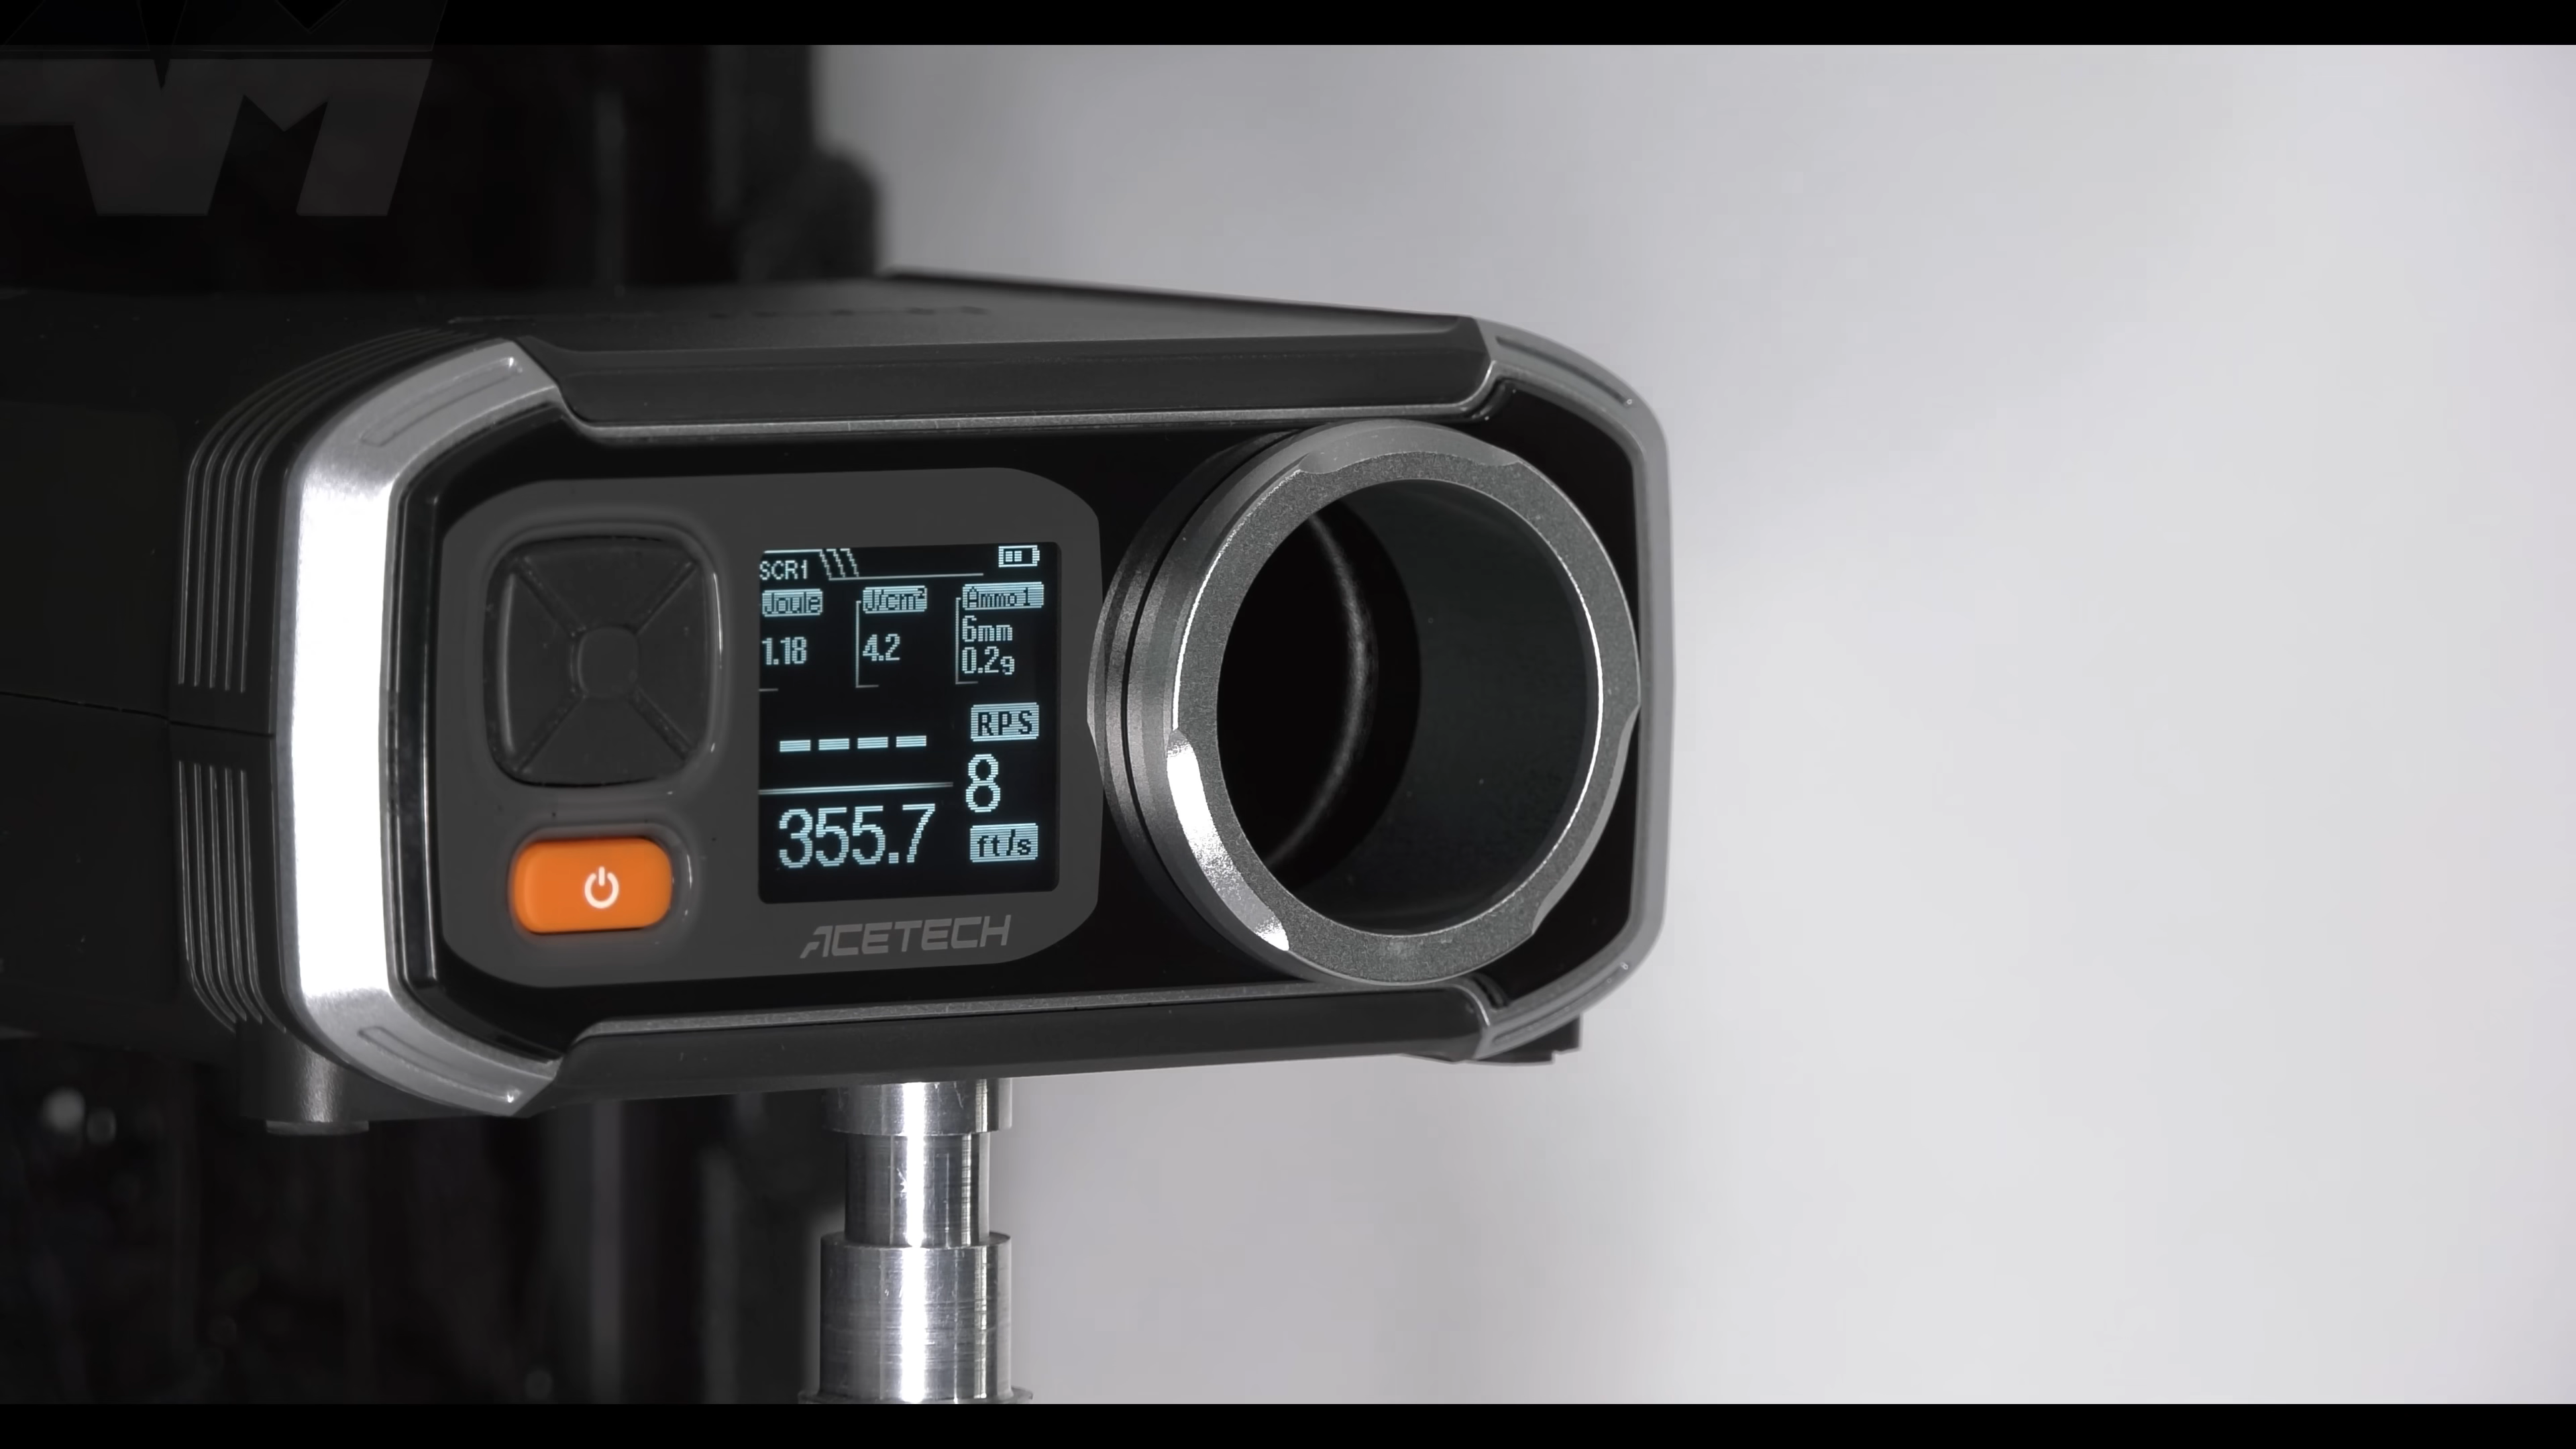 SCR1
Joule J/cm² Ammo1
1.18 4.2 6mm
0.2g
RPS
----
8
355.7 ft/s
ACETECH